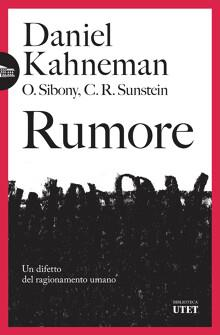 Daniel
Kahneman
O. Sibony, C. R. Sunstein
Rumore
Un difetto
del ragionamento umano
BIBLIOTECA
UTET